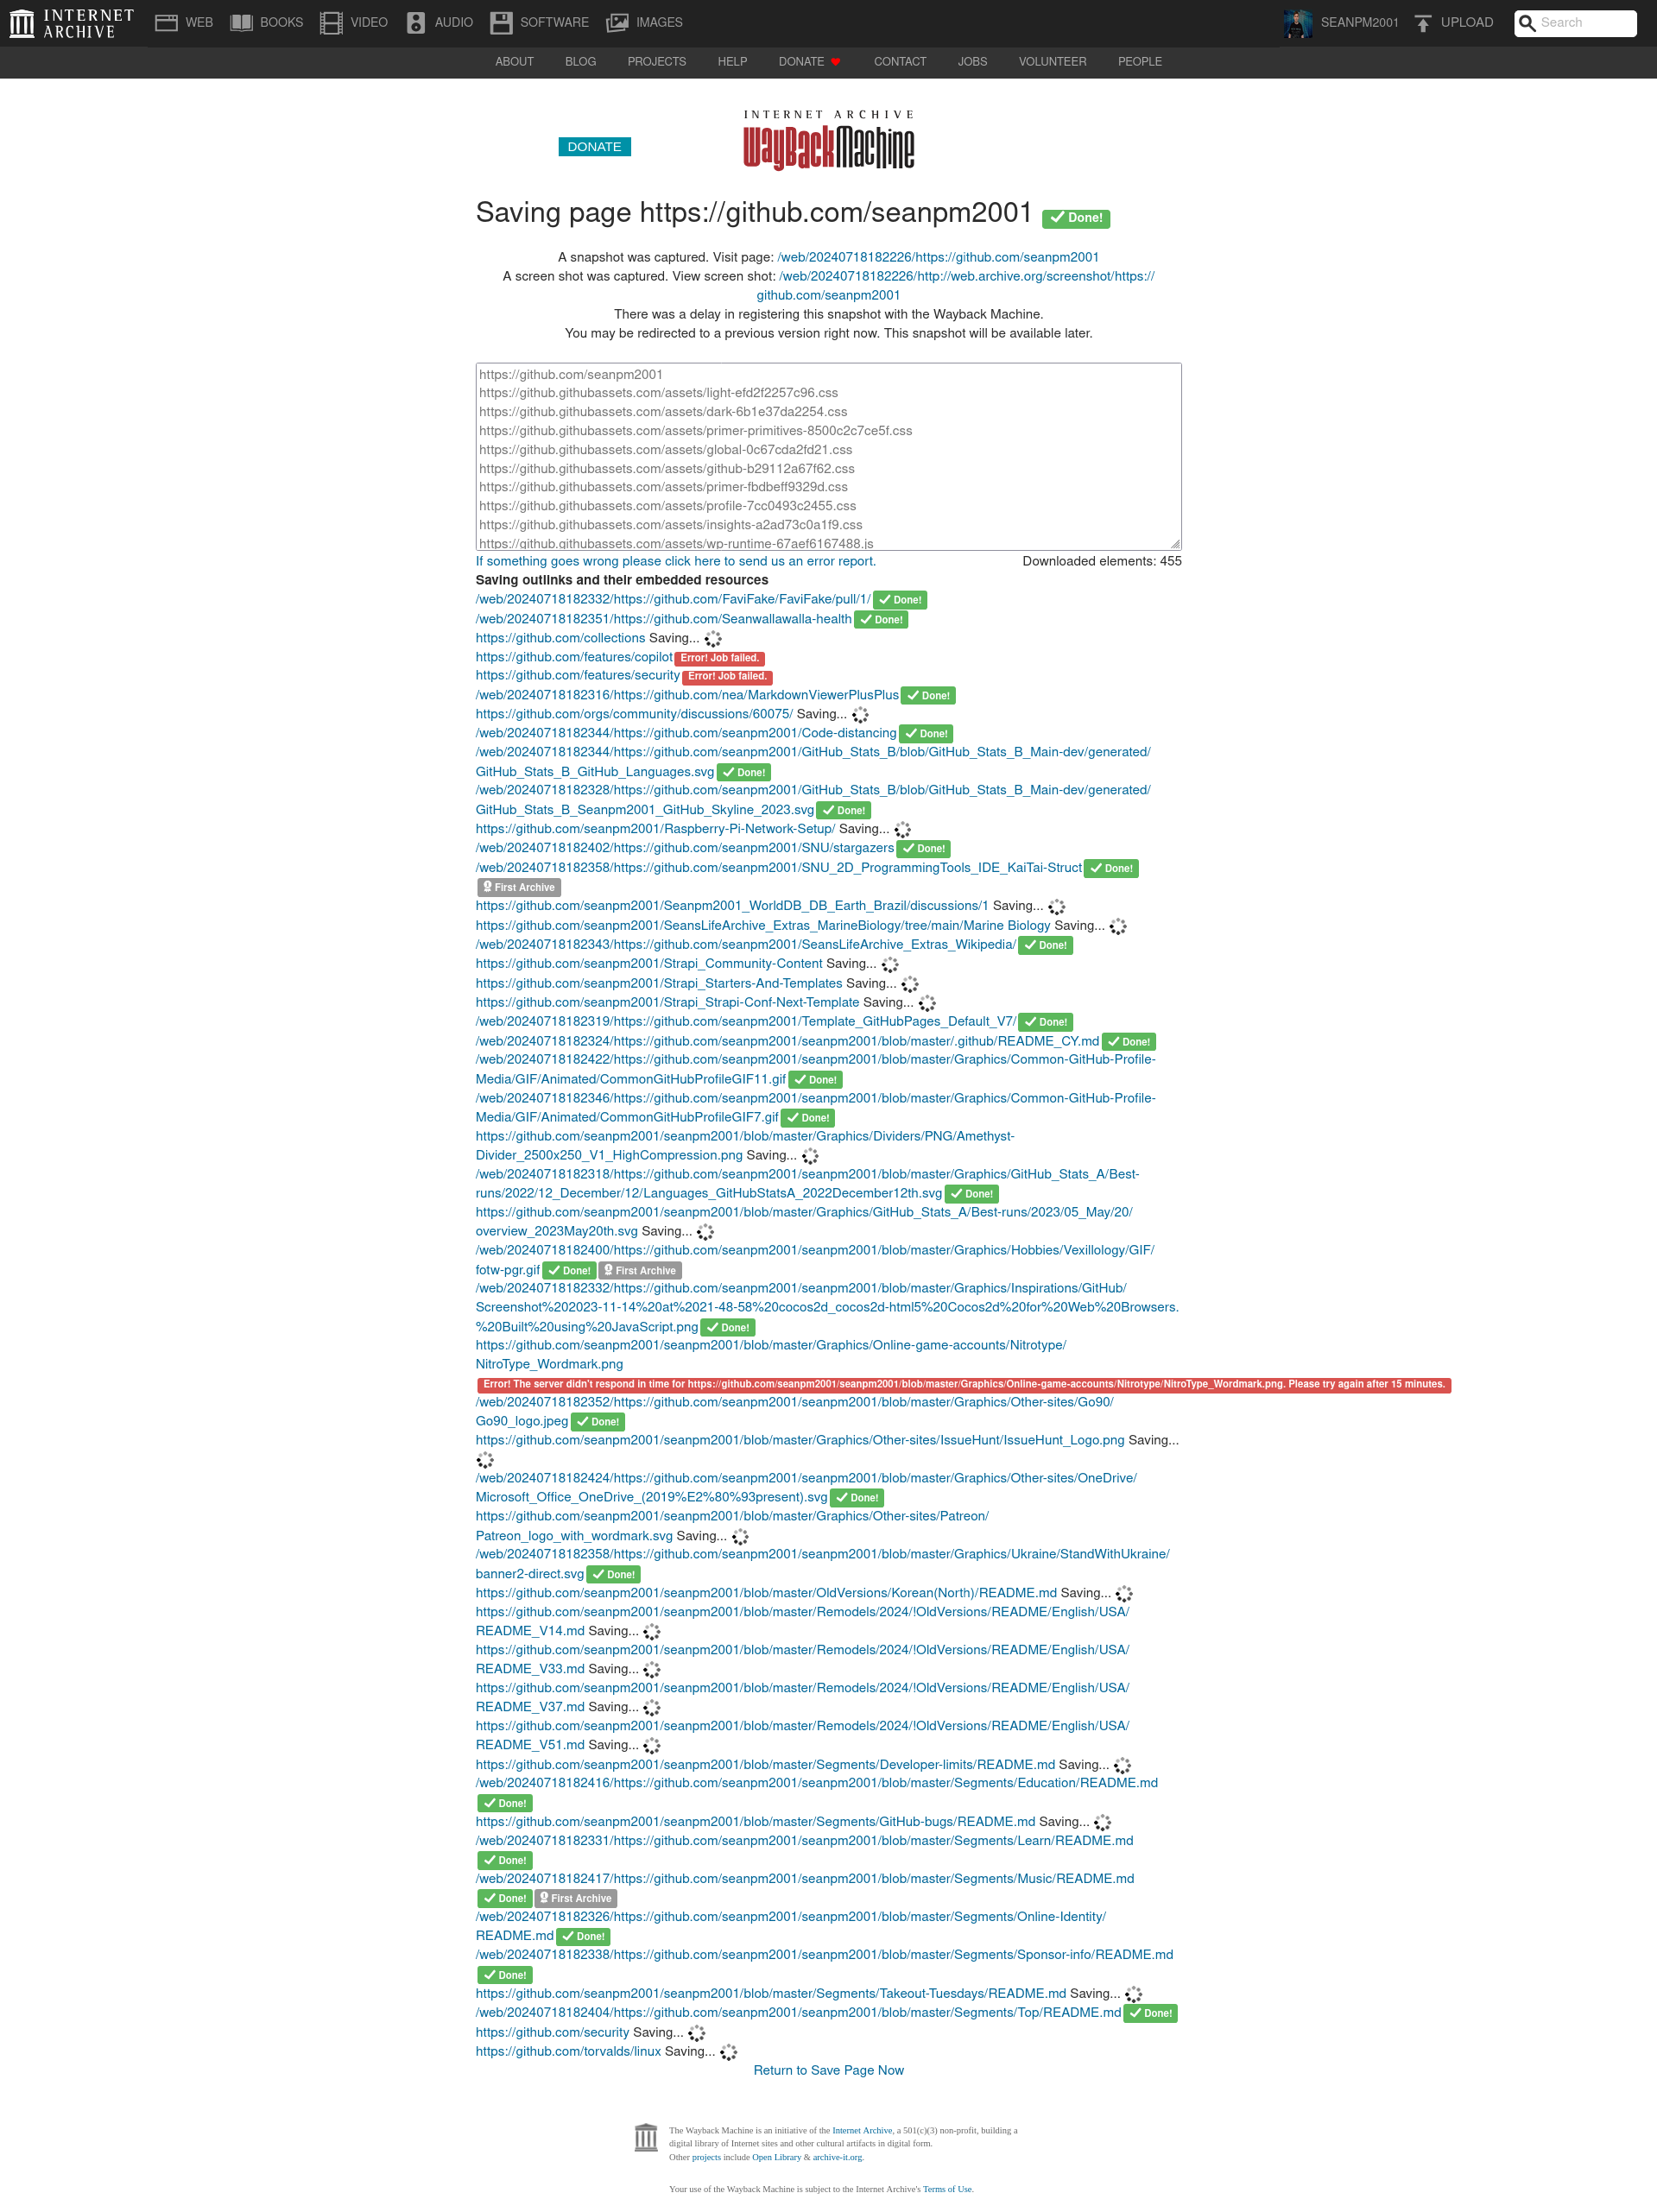 INTERNET ARCHIVE
WEB BOOKS VIDEO AUDIO SOFTWARE IMAGES SEANPM2001 UPLOAD Search
ABOUT BLOG PROJECTS HELP DONATE CONTACT JOBS VOLUNTEER PEOPLE
INTERNET ARCHIVE
DONATE WayBackMachine
Saving page https://github.com/seanpm2001 Done!
A snapshot was captured. Visit page: /web/20240718182226/https://github.com/seanpm2001
A screen shot was captured. View screen shot: /web/20240718182226/http://web.archive.org/screenshot/https://
github.com/seanpm2001
There was a delay in registering this snapshot with the Wayback Machine.
You may be redirected to a previous version right now. This snapshot will be available later.
https://github.com/seanpm2001
https://github.githubassets.com/assets/light-efd2f2257c96.css
https://github.githubassets.com/assets/dark-6b1e37da2254.css
https://github.githubassets.com/assets/primer-primitives-8500c2c7ce5f.css
https://github.githubassets.com/assets/global-0c67cda2fd21.css
https://github.githubassets.com/assets/github-b29112a67f62.css
https://github.githubassets.com/assets/primer-fbdbeff9329d.css
https://github.githubassets.com/assets/profile-7cc0493c2455.css
https://github.githubassets.com/assets/insights-a2ad73c0a1f9.css
https://github.githubassets.com/assets/wp-runtime-67aef6167488.js
If something goes wrong please click here to send us an error report. Downloaded elements: 455
Saving outlinks and their embedded resources
/web/20240718182332/https://github.com/FaviFake/FaviFake/pull/1/ Done!
/web/20240718182351/https://github.com/Seanwallawalla-health Done!
https://github.com/collections Saving...
https://github.com/features/copilot Error! Job failed.
https://github.com/features/security Error! Job failed.
/web/20240718182316/https://github.com/nea/MarkdownViewerPlusPlus Done!
https://github.com/orgs/community/discussions/60075/ Saving...
/web/20240718182344/https://github.com/seanpm2001/Code-distancing Done!
/web/20240718182344/https://github.com/seanpm2001/GitHub_Stats_B/blob/GitHub_Stats_B_Main-dev/generated/
GitHub_Stats_B_GitHub_Languages.svg Done!
/web/20240718182328/https://github.com/seanpm2001/GitHub_Stats_B/blob/GitHub_Stats_B_Main-dev/generated/
GitHub_Stats_B_Seanpm2001_GitHub_Skyline_2023.svg Done!
https://github.com/seanpm2001/Raspberry-Pi-Network-Setup/ Saving...
/web/20240718182402/https://github.com/seanpm2001/SNU/stargazers Done!
/web/20240718182358/https://github.com/seanpm2001/SNU_2D_ProgrammingTools_IDE_KaiTai-Struct Done!
First Archive
https://github.com/seanpm2001/Seanpm2001_WorldDB_DB_Earth_Brazil/discussions/1 Saving...
https://github.com/seanpm2001/SeansLifeArchive_Extras_MarineBiology/tree/main/Marine Biology Saving...
/web/20240718182343/https://github.com/seanpm2001/SeansLifeArchive_Extras_Wikipedia/ Done!
https://github.com/seanpm2001/Strapi_Community-Content Saving...
https://github.com/seanpm2001/Strapi_Starters-And-Templates Saving...
https://github.com/seanpm2001/Strapi_Strapi-Conf-Next-Template Saving...
/web/20240718182319/https://github.com/seanpm2001/Template_GitHubPages_Default_V7/ Done!
/web/20240718182324/https://github.com/seanpm2001/seanpm2001/blob/master/.github/README_CY.md Done!
/web/20240718182422/https://github.com/seanpm2001/seanpm2001/blob/master/Graphics/Common-GitHub-Profile-
Media/GIF/Animated/CommonGitHubProfileGIF11.gif Done!
/web/20240718182346/https://github.com/seanpm2001/seanpm2001/blob/master/Graphics/Common-GitHub-Profile-
Media/GIF/Animated/CommonGitHubProfileGIF7.gif Done!
https://github.com/seanpm2001/seanpm2001/blob/master/Graphics/Dividers/PNG/Amethyst-
Divider_2500x250_V1_HighCompression.png Saving...
/web/20240718182318/https://github.com/seanpm2001/seanpm2001/blob/master/Graphics/GitHub_Stats_A/Best-
runs/2022/12_December/12/Languages_GitHubStatsA_2022December12th.svg Done!
https://github.com/seanpm2001/seanpm2001/blob/master/Graphics/GitHub_Stats_A/Best-runs/2023/05_May/20/
overview_2023May20th.svg Saving...
/web/20240718182400/https://github.com/seanpm2001/seanpm2001/blob/master/Graphics/Hobbies/Vexillology/GIF/
fotw-pgr.gif Done! First Archive
/web/20240718182332/https://github.com/seanpm2001/seanpm2001/blob/master/Graphics/Inspirations/GitHub/
Screenshot%202023-11-14%20at%2021-48-58%20cocos2d_cocos2d-html5%20Cocos2d%20for%20Web%20Browsers.
%20Built%20using%20JavaScript.png Done!
https://github.com/seanpm2001/seanpm2001/blob/master/Graphics/Online-game-accounts/Nitrotype/
NitroType_Wordmark.png
Error! The server didn't respond in time for https://github.com/seanpm2001/seanpm2001/blob/master/Graphics/Online-game-accounts/Nitrotype/NitroType_Wordmark.png. Please try again after 15 minutes.
/web/20240718182352/https://github.com/seanpm2001/seanpm2001/blob/master/Graphics/Other-sites/Go90/
Go90_logo.jpeg Done!
https://github.com/seanpm2001/seanpm2001/blob/master/Graphics/Other-sites/IssueHunt/IssueHunt_Logo.png Saving...
/web/20240718182424/https://github.com/seanpm2001/seanpm2001/blob/master/Graphics/Other-sites/OneDrive/
Microsoft_Office_OneDrive_(2019%E2%80%93present).svg Done!
https://github.com/seanpm2001/seanpm2001/blob/master/Graphics/Other-sites/Patreon/
Patreon_logo_with_wordmark.svg Saving...
/web/20240718182358/https://github.com/seanpm2001/seanpm2001/blob/master/Graphics/Ukraine/StandWithUkraine/
banner2-direct.svg Done!
https://github.com/seanpm2001/seanpm2001/blob/master/OldVersions/Korean(North)/README.md Saving...
https://github.com/seanpm2001/seanpm2001/blob/master/Remodels/2024/!OldVersions/README/English/USA/
README_V14.md Saving...
https://github.com/seanpm2001/seanpm2001/blob/master/Remodels/2024/!OldVersions/README/English/USA/
README_V33.md Saving...
https://github.com/seanpm2001/seanpm2001/blob/master/Remodels/2024/!OldVersions/README/English/USA/
README_V37.md Saving...
https://github.com/seanpm2001/seanpm2001/blob/master/Remodels/2024/!OldVersions/README/English/USA/
README_V51.md Saving...
https://github.com/seanpm2001/seanpm2001/blob/master/Segments/Developer-limits/README.md Saving...
/web/20240718182416/https://github.com/seanpm2001/seanpm2001/blob/master/Segments/Education/README.md
Done!
https://github.com/seanpm2001/seanpm2001/blob/master/Segments/GitHub-bugs/README.md Saving...
/web/20240718182331/https://github.com/seanpm2001/seanpm2001/blob/master/Segments/Learn/README.md
Done!
/web/20240718182417/https://github.com/seanpm2001/seanpm2001/blob/master/Segments/Music/README.md
Done! First Archive
/web/20240718182326/https://github.com/seanpm2001/seanpm2001/blob/master/Segments/Online-Identity/
README.md Done!
/web/20240718182338/https://github.com/seanpm2001/seanpm2001/blob/master/Segments/Sponsor-info/README.md
Done!
https://github.com/seanpm2001/seanpm2001/blob/master/Segments/Takeout-Tuesdays/README.md Saving...
/web/20240718182404/https://github.com/seanpm2001/seanpm2001/blob/master/Segments/Top/README.md Done!
https://github.com/security Saving...
https://github.com/torvalds/linux Saving...
Return to Save Page Now
The Wayback Machine is an initiative of the Internet Archive, a 501(c)(3) non-profit, building a
digital library of Internet sites and other cultural artifacts in digital form.
Other projects include Open Library & archive-it.org.
Your use of the Wayback Machine is subject to the Internet Archive's Terms of Use.